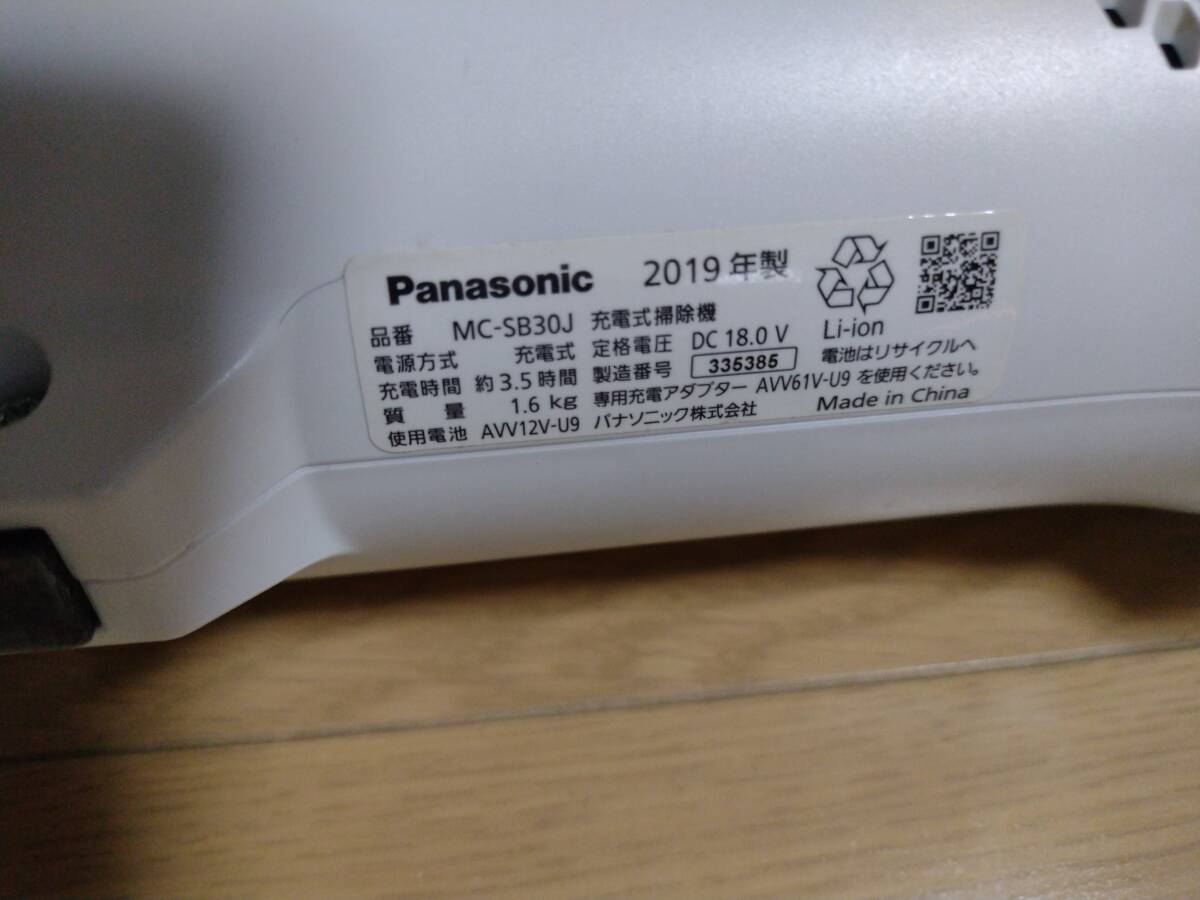 Panasonic 2019年製
品番 MC-SB30J 充電式掃除機
電源方式 充電式 定格電圧 DC 18.0 V
充電時間 約3.5時間 製造番号 335385
質量 1.6 kg 専用充電アダプター AVV61V-U9 を使用ください。
使用電池 AVV12V-U9 パナソニック株式会社
Li-ion
電池はリサイクルへ
Made in China